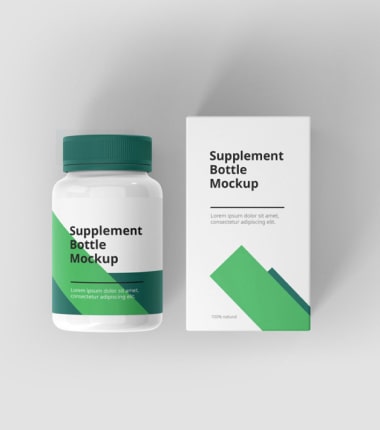 Supplement
Bottle
Mockup
Lorem ipsum dolor sit amet,
consectetur adipiscing elit.
Supplement
Bottle
Mockup
Lorem ipsum dolor sit amet,
consectetur adipiscing elit.
100% natural